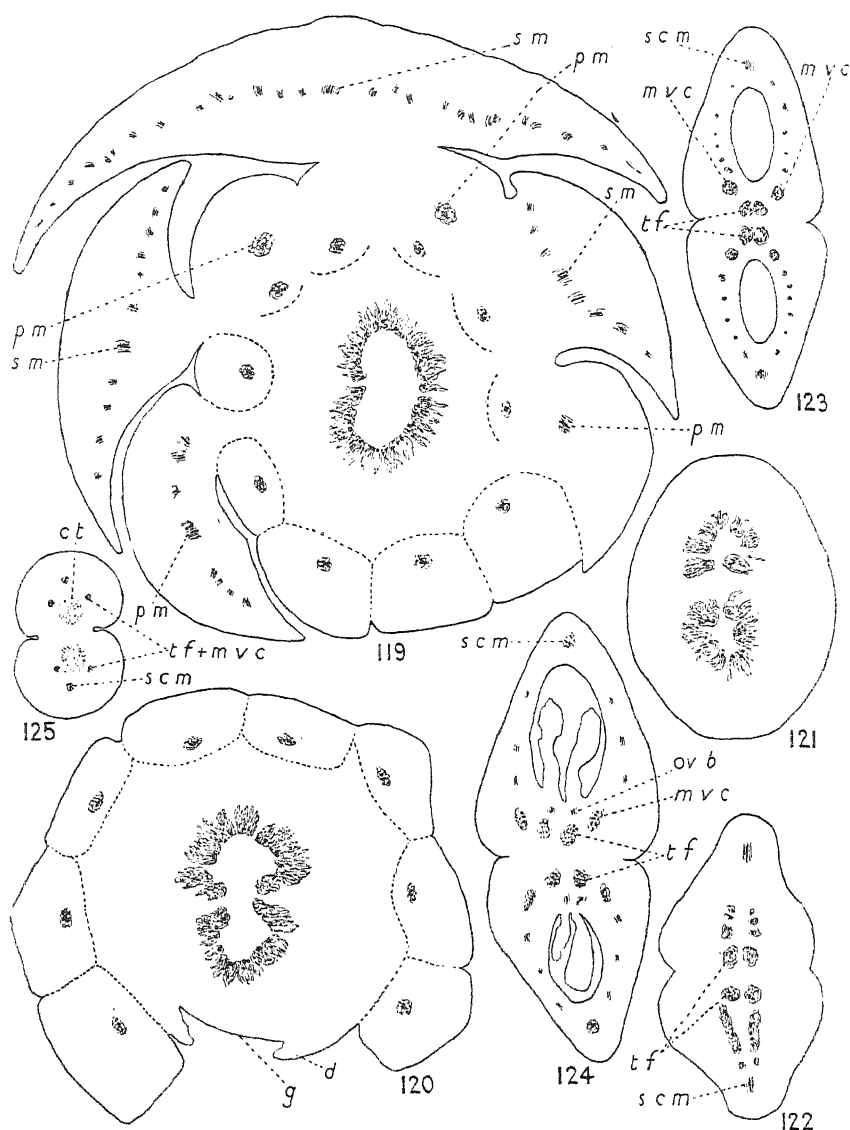 s m
p m
s c m
m v c
m v c
s m
t f
p m
s m
123
p m
c t
p m
t f + m v c
119
s c m
s c m
125
121
ov b
m v c
t f
d
120
g
124
t f
s c m
122